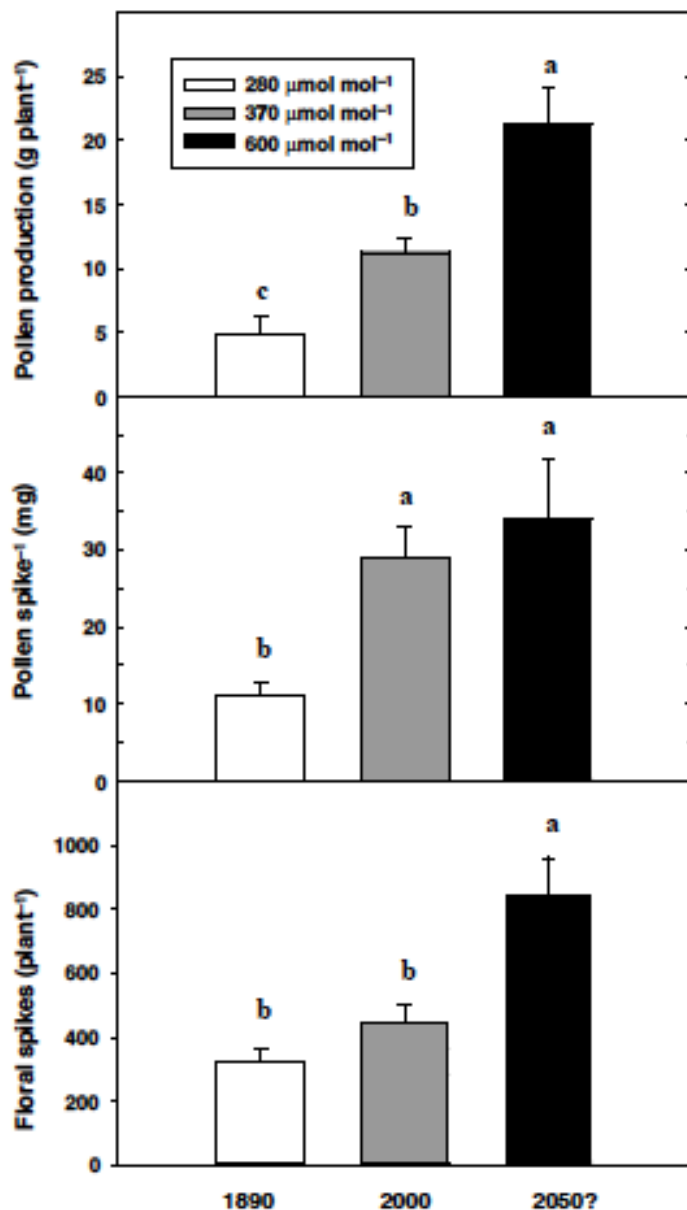 Pollen production (g plant⁻¹)
25
20
15
10
5
0
280 μmol mol⁻¹
370 μmol mol⁻¹
600 μmol mol⁻¹
c
b
a
Pollen spike⁻¹ (mg)
40
30
20
10
0
b
a
a
Floral spikes (plant⁻¹)
1000
800
600
400
200
0
b
b
a
1890 2000 2050?